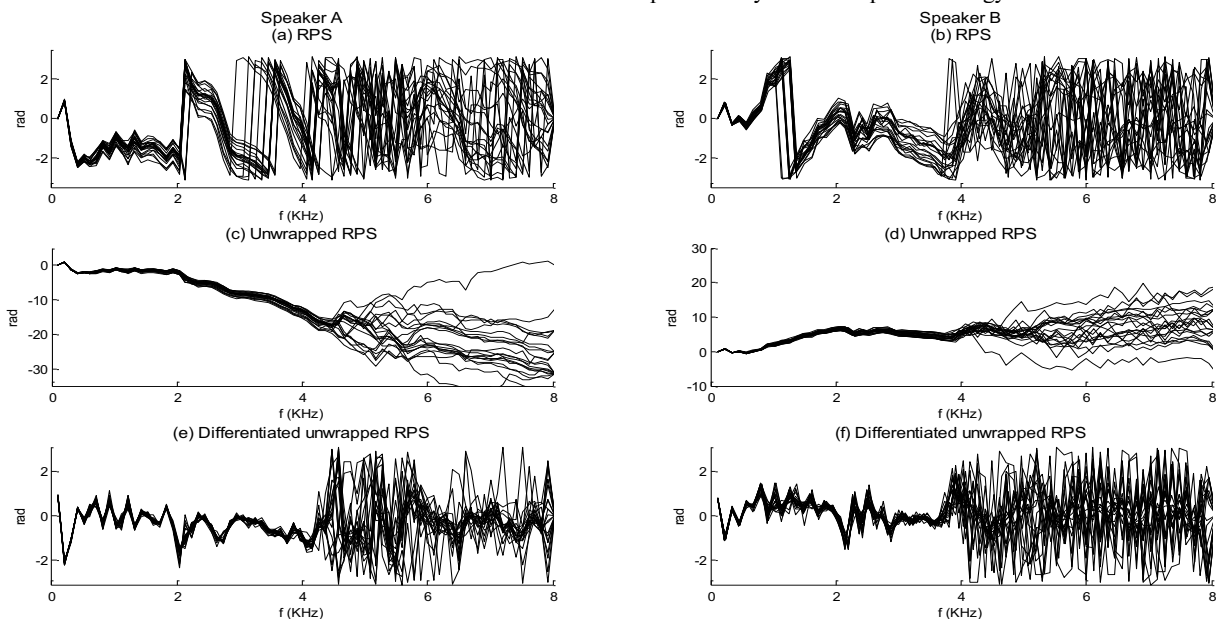 Speaker A
(a) RPS
2
0
-2
rad
0 2 4 6 8
f (KHz)
Speaker B
(b) RPS
2
0
-2
rad
0 2 4 6 8
f (KHz)
(c) Unwrapped RPS
0
-10
-20
-30
rad
0 2 4 6 8
f (KHz)
(d) Unwrapped RPS
30
20
10
0
-10
rad
0 2 4 6 8
f (KHz)
(e) Differentiated unwrapped RPS
2
0
-2
rad
0 2 4 6 8
f (KHz)
(f) Differentiated unwrapped RPS
2
0
-2
rad
0 2 4 6 8
f (KHz)